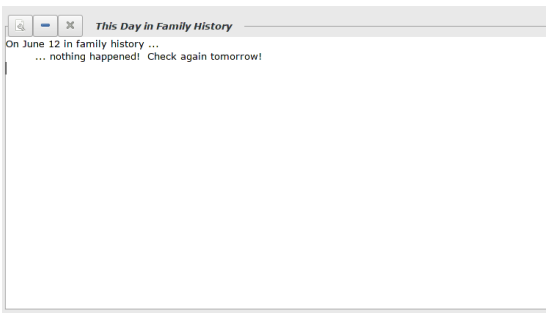 This Day in Family History
On June 12 in family history ...
... nothing happened!  Check again tomorrow!